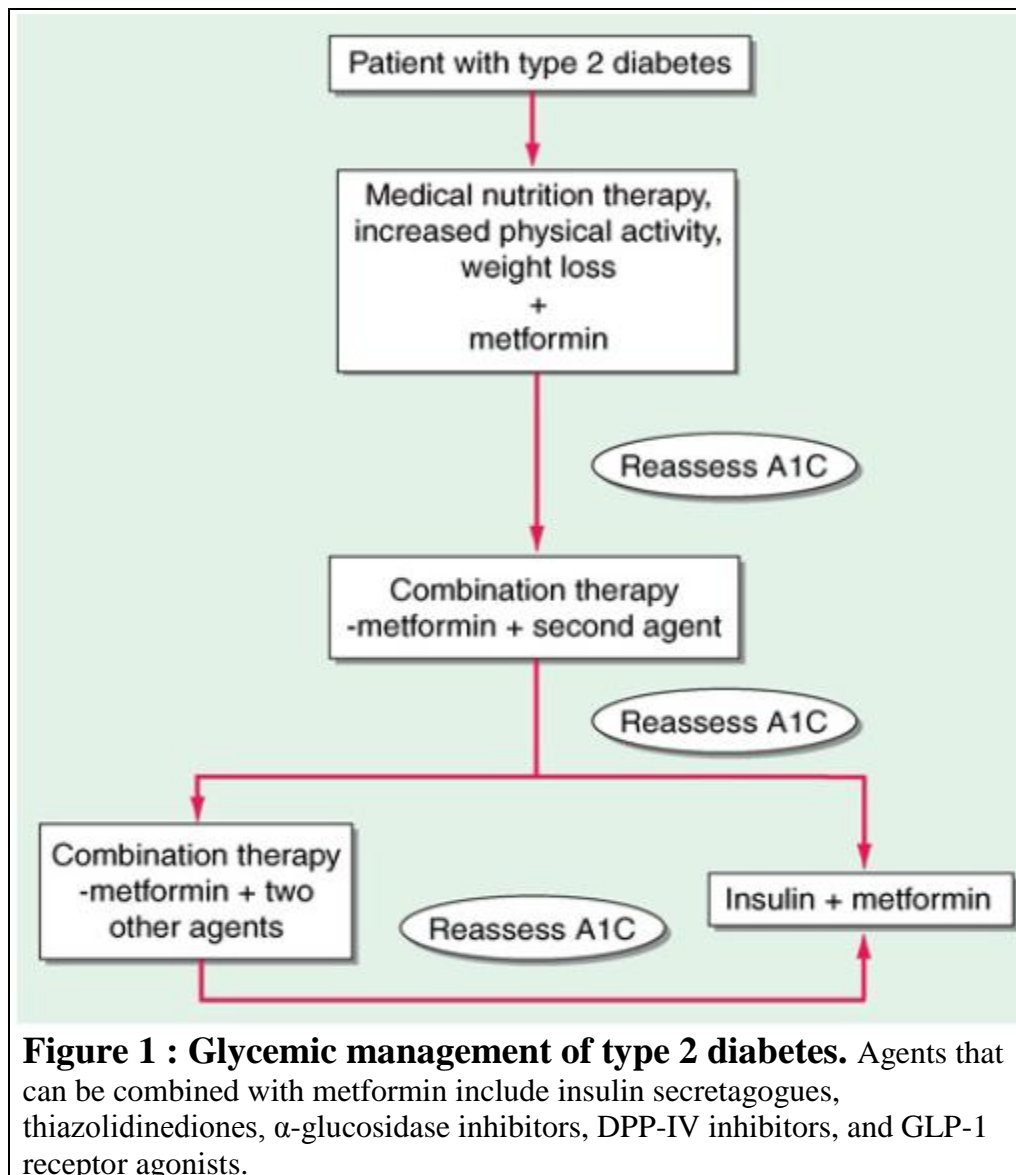 Patient with type 2 diabetes
Medical nutrition therapy,
increased physical activity,
weight loss
+
metformin
Reassess A1C
Combination therapy
-metformin + second agent
Reassess A1C
Combination therapy
-metformin + two
other agents
Reassess A1C
Insulin + metformin
Figure 1 : Glycemic management of type 2 diabetes. Agents that
can be combined with metformin include insulin secretagogues,
thiazolidinediones, α-glucosidase inhibitors, DPP-IV inhibitors, and GLP-1
receptor agonists.